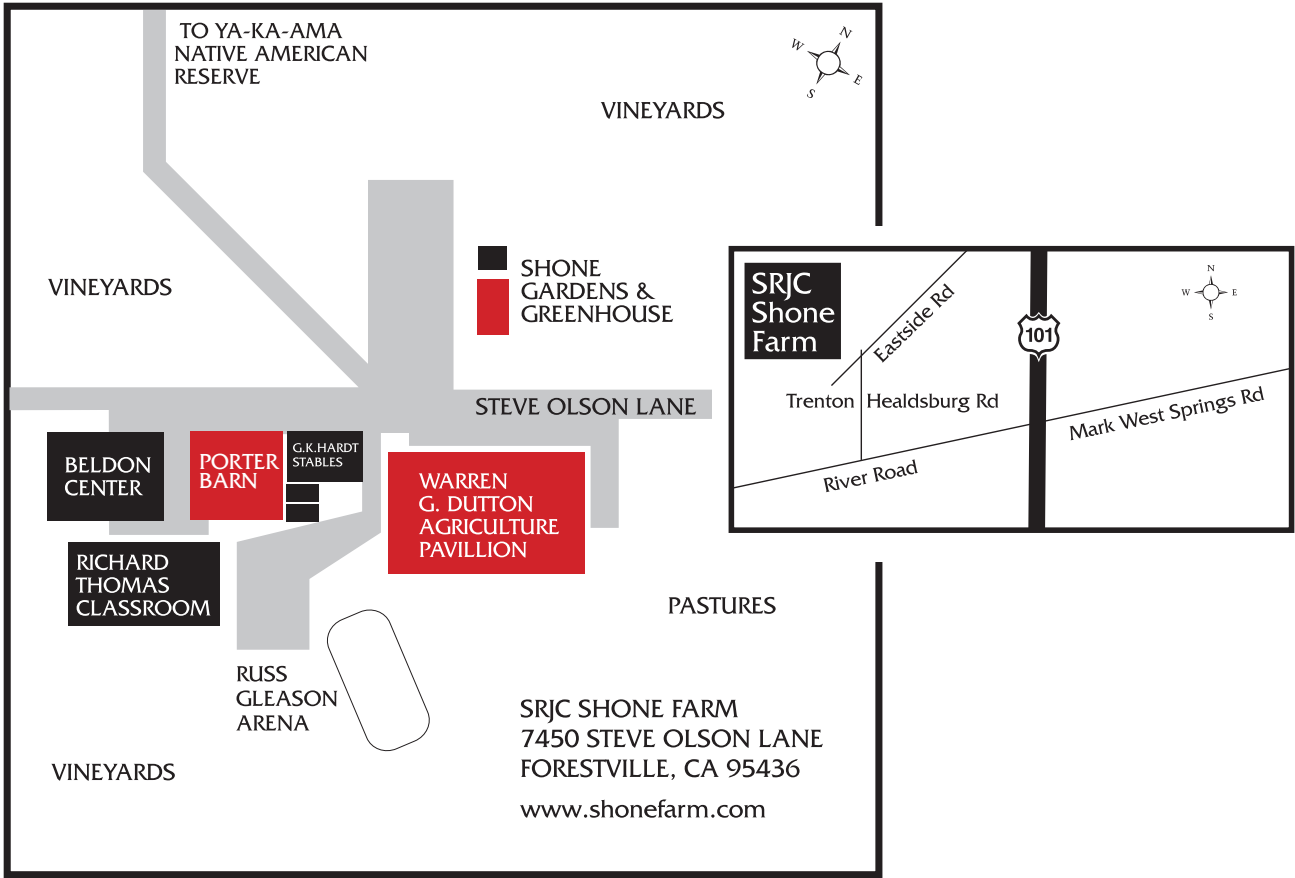 TO YA-KA-AMA
NATIVE AMERICAN
RESERVE
N
W
E
S
VINEYARDS
VINEYARDS
SHONE
GARDENS &
GREENHOUSE
STEVE OLSON LANE
BELDON
CENTER
PORTER
BARN
G.K.HARDT
STABLES
WARREN
G. DUTTON
AGRICULTURE
PAVILLION
RICHARD
THOMAS
CLASSROOM
PASTURES
RUSS
GLEASON
ARENA
VINEYARDS
SRJC SHONE FARM
7450 STEVE OLSON LANE
FORESTVILLE, CA 95436
www.shonefarm.com
SRJC
Shone
Farm
Eastside Rd
101
N
W
E
S
Trenton Healdsburg Rd
Mark West Springs Rd
River Road